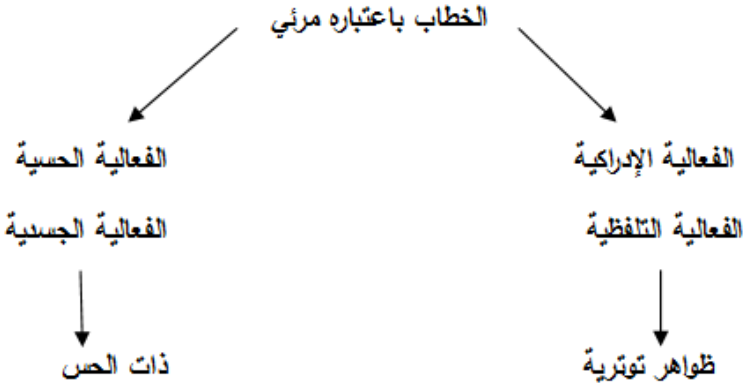 الخطاب باعتباره مرئي
الفعالية الإدراكية
الفعالية الحسية
الفعالية التلفظية
الفعالية الجسدية
ظواهر توترية
ذات الحس